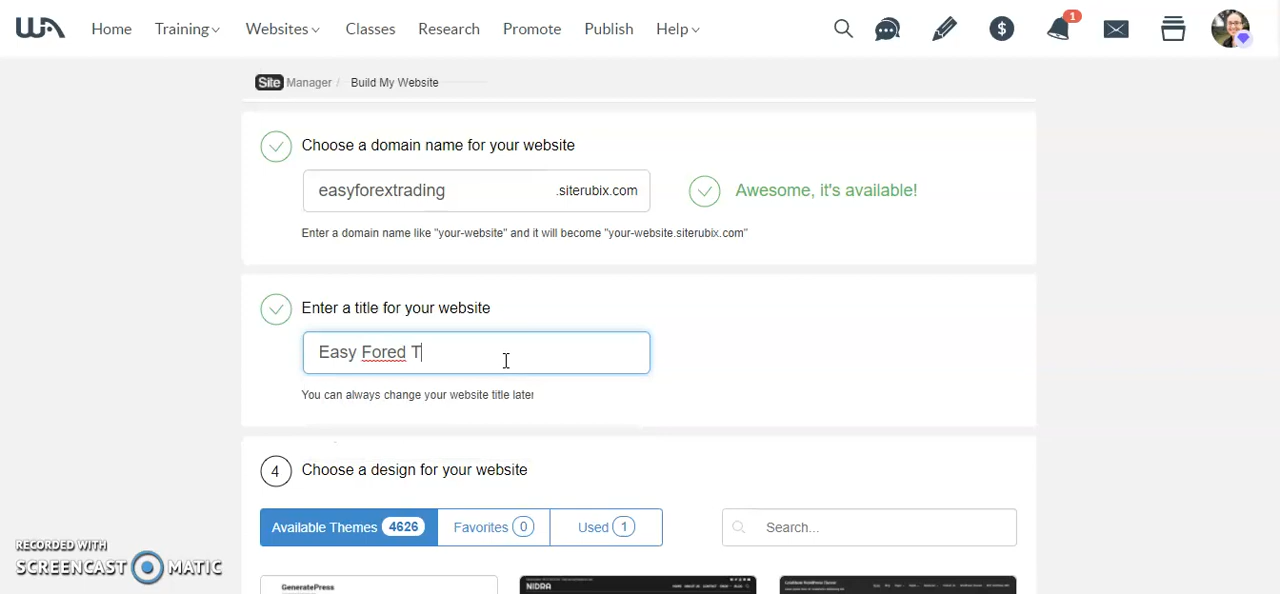 WA Home Training Websites Classes Research Promote Publish Help $ 1
Site Manager / Build My Website
Choose a domain name for your website
easyforextrading .siterubix.com Awesome, it's available!
Enter a domain name like "your-website" and it will become "your-website.siterubix.com"
Enter a title for your website
Easy Fored T
You can always change your website title later
4 Choose a design for your website
Available Themes 4626 Favorites 0 Used 1 Search...
RECORDED WITH
SCREENCAST MATIC
GeneratePress NIDRA